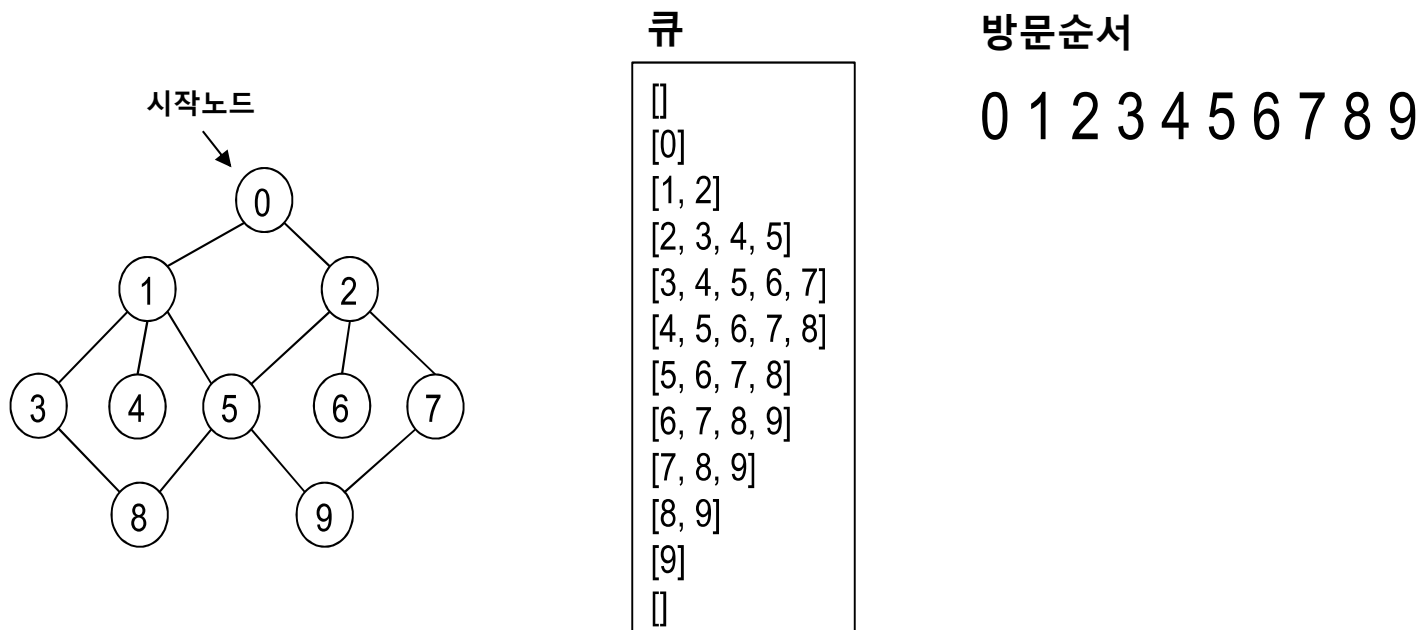 시작노드
0
1 2
3 4 5 6 7
8 9
큐
[]
[0]
[1, 2]
[2, 3, 4, 5]
[3, 4, 5, 6, 7]
[4, 5, 6, 7, 8]
[5, 6, 7, 8]
[6, 7, 8, 9]
[7, 8, 9]
[8, 9]
[9]
[]
방문순서
0 1 2 3 4 5 6 7 8 9